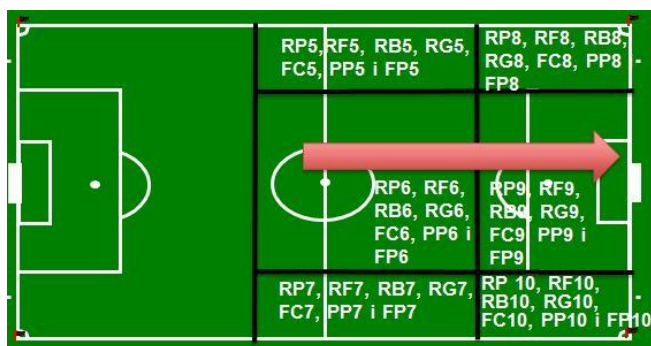 RP5,RF5, RB5, RG5,
FC5, PP5 i FP5
RP8, RF8, RB8,
RG8, FC8, PP8
FP8
RP6, RF6,
RB6, RG6,
FC6, PP6 i
FP6
RP9, RF9,
RB9, RG9,
FC9, PP9 i
FP9
RP7, RF7, RB7, RG7,
FC7, PP7 i FP7
RP 10, RF10,
RB10, RG10,
FC10, PP10 i FP10